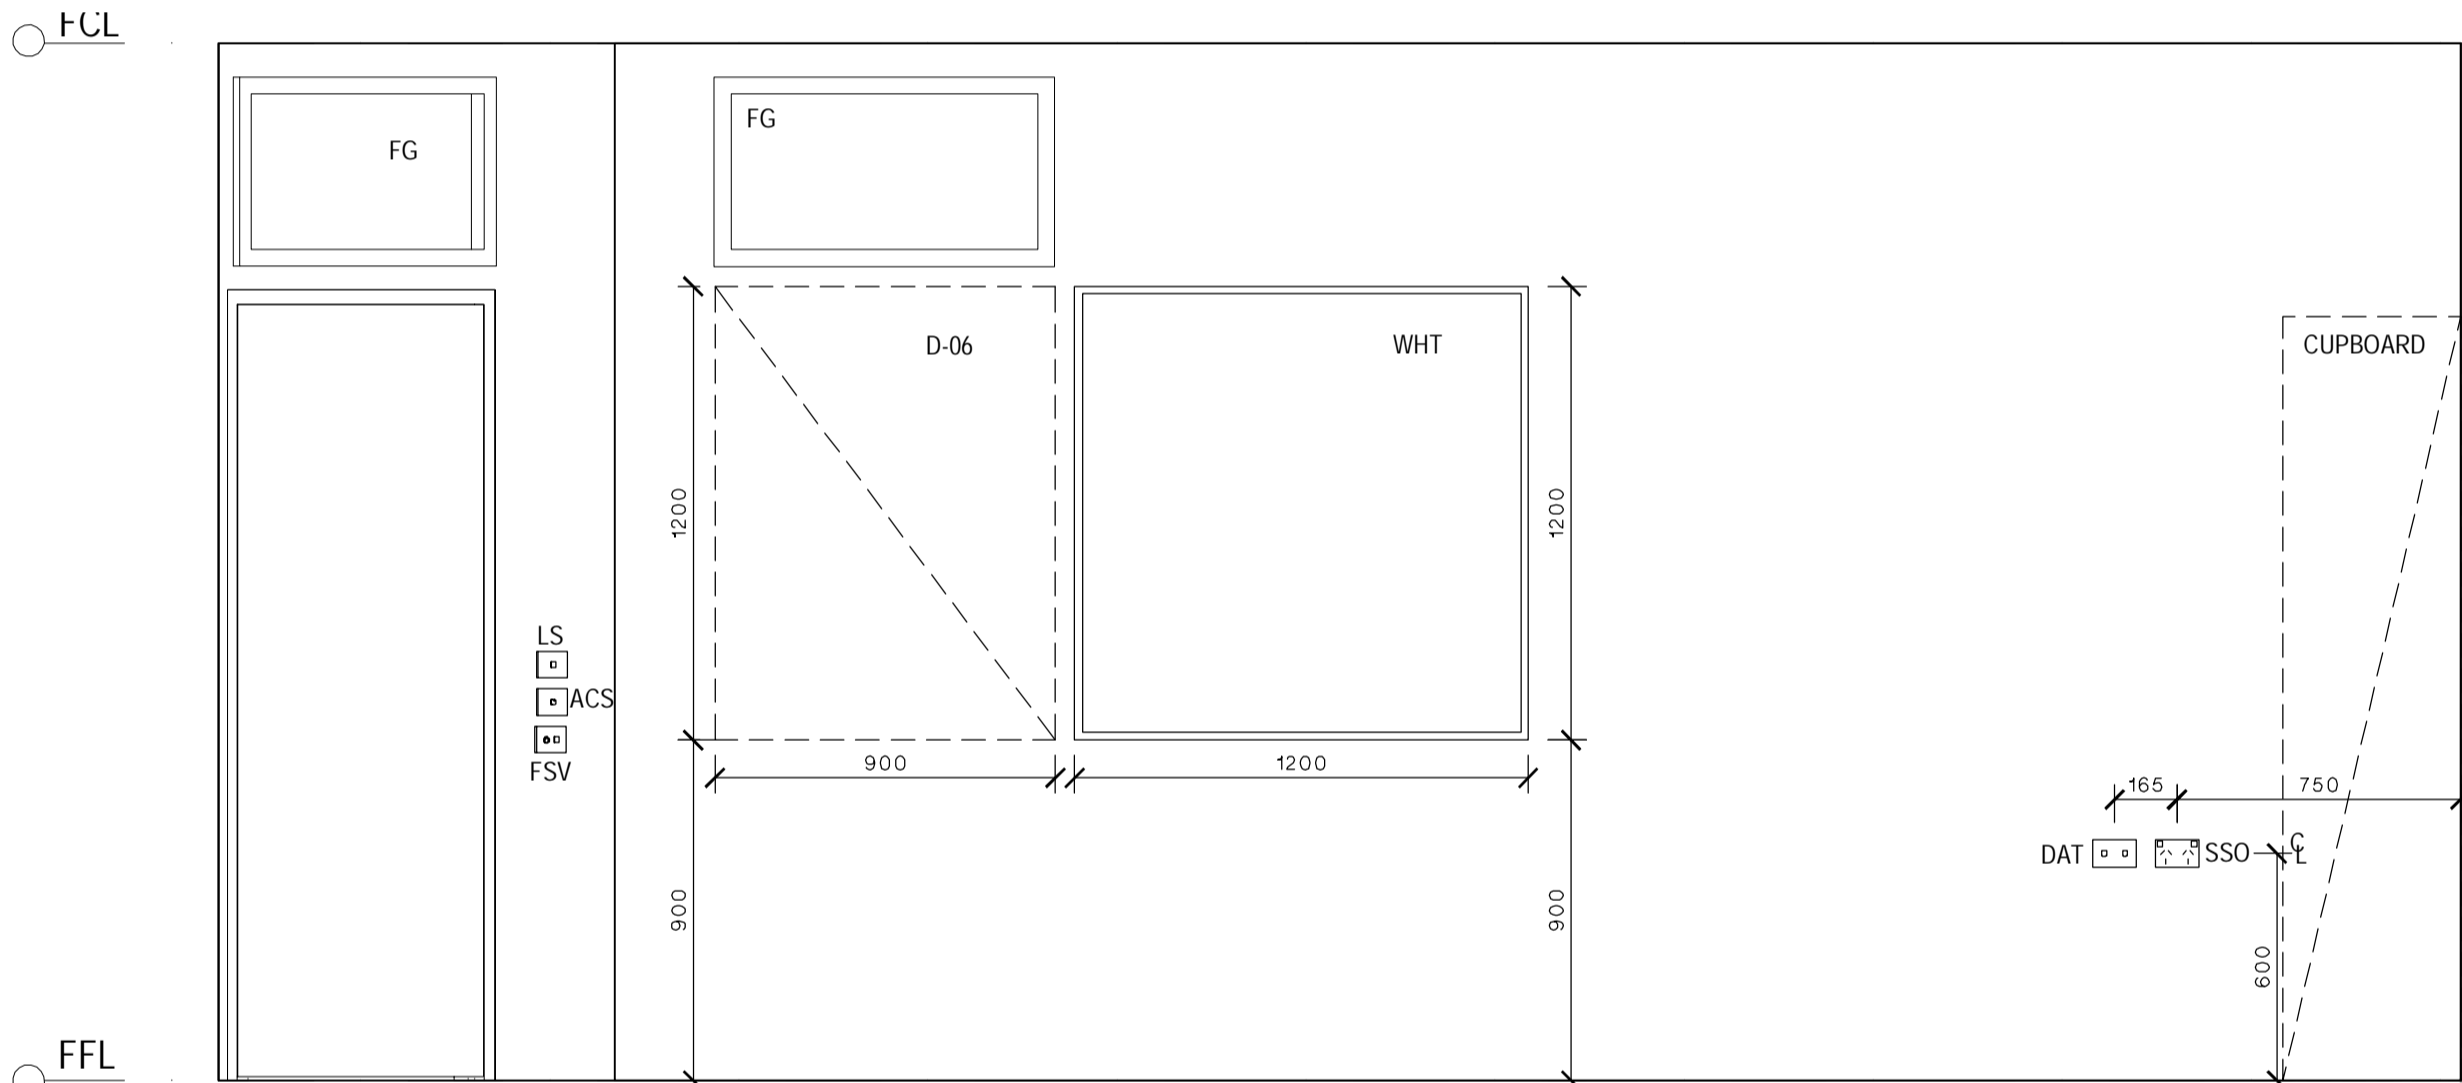 FCL
FG
FG
D-06
WHT
CUPBOARD
1200
1200
LS
ACS
FSV
900
1200
165
750
DAT
SSO
CL
900
900
600
FFL